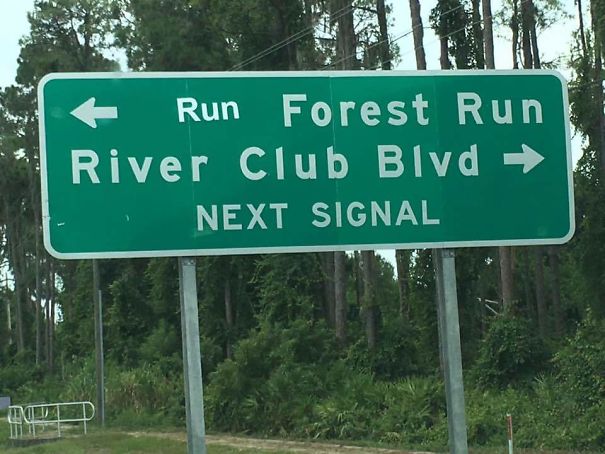 ← Run Forest Run
River Club Blvd →
NEXT SIGNAL